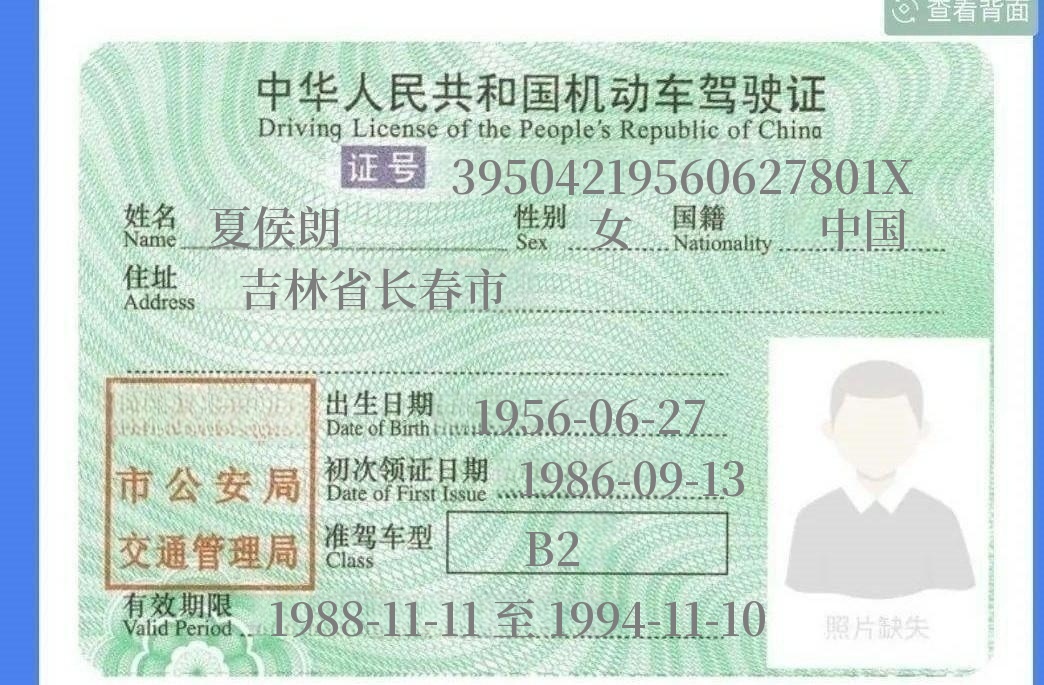 查看背面
中华人民共和国机动车驾驶证
Driving License of the People's Republic of China
证号 39504219560627801X
姓名 夏侯朗 性别 女 国籍 中国
Name Sex Nationality
住址 吉林省长春市
Address
出生日期 1956-06-27
Date of Birth
初次领证日期 1986-09-13
Date of First Issue
市公安局
交通管理局
准驾车型 B2
Class
有效期限 1988-11-11 至 1994-11-10
Valid Period
照片缺失